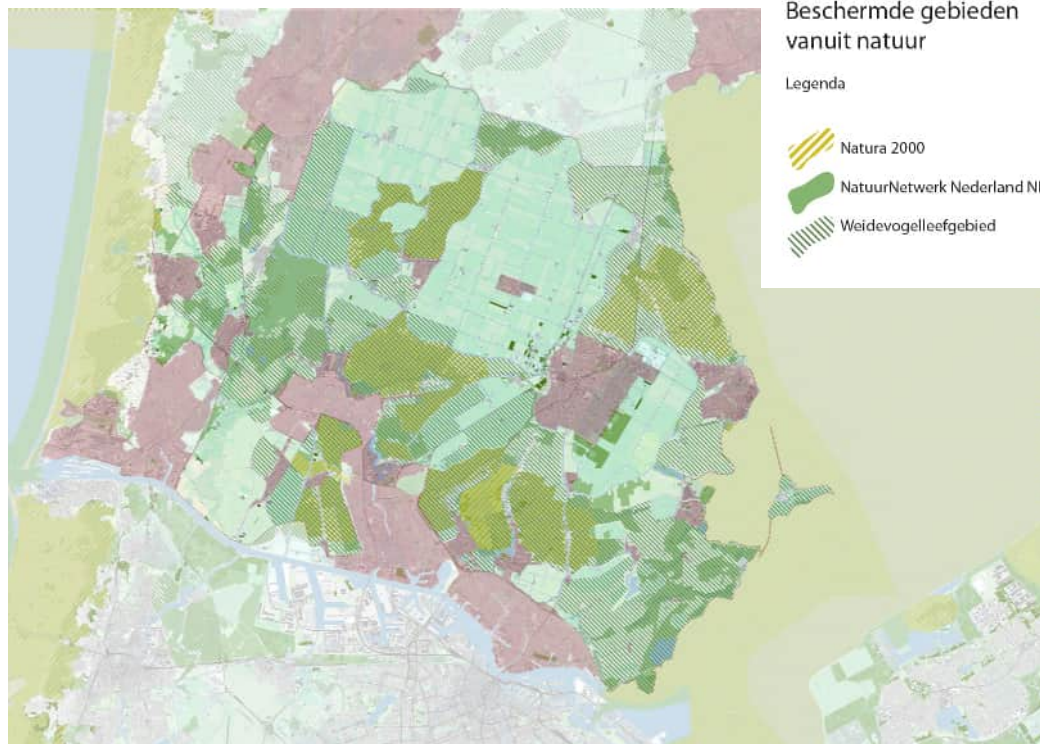 Beschermde gebieden
vanuit natuur
Legenda
Natura 2000
NatuurNetwerk Nederland N
Weidevogelleefgebied